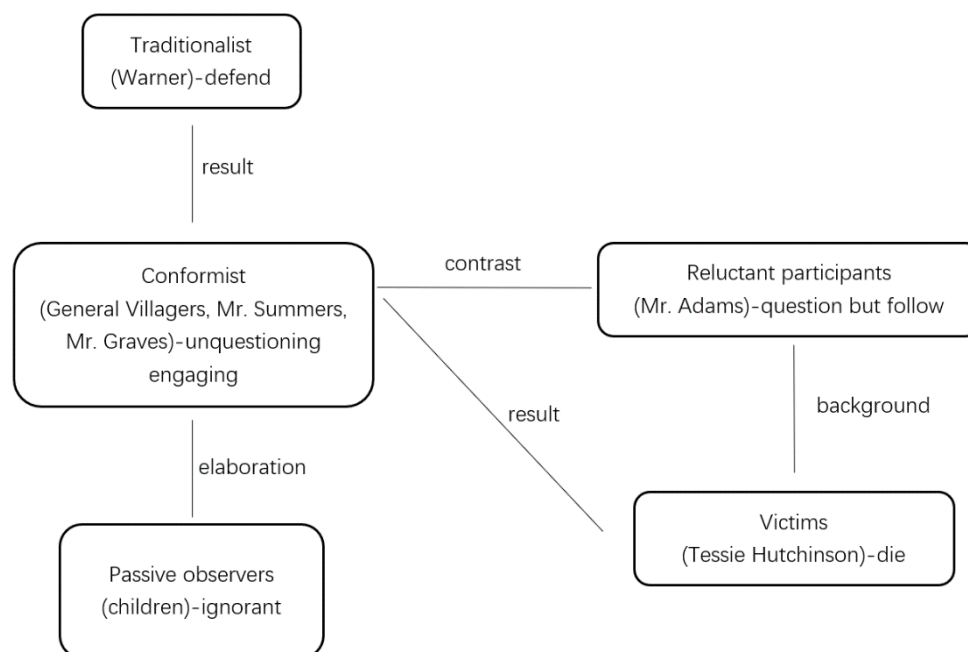 Traditionalist
(Warner)-defend
result
Conformist
(General Villagers, Mr. Summers,
Mr. Graves)-unquestioning
engaging
contrast
Reluctant participants
(Mr. Adams)-question but follow
result
background
elaboration
Passive observers
(children)-ignorant
Victims
(Tessie Hutchinson)-die